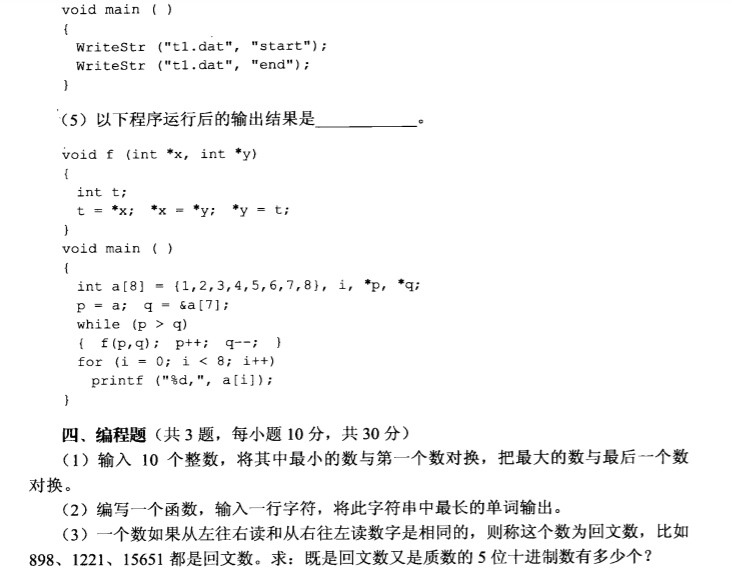 void main ( )
{
WriteStr ("t1.dat", "start");
WriteStr ("t1.dat", "end");
}
（5）以下程序运行后的输出结果是__________。
void f (int *x, int *y)
{
int t;
t = *x; *x = *y; *y = t;
}
void main ( )
{
int a[8] = {1,2,3,4,5,6,7,8}, i, *p, *q;
p = a; q = &a[7];
while (p > q)
{ f(p,q); p++; q--; }
for (i = 0; i < 8; i++)
printf ("%d,", a[i]);
}
四、编程题（共 3 题，每小题 10 分，共 30 分）
（1）输入 10 个整数，将其中最小的数与第一个数对换，把最大的数与最后一个数
对换。
（2）编写一个函数，输入一行字符，将此字符串中最长的单词输出。
（3）一个数如果从左往右读和从右往左读数字是相同的，则称这个数为回文数，比如
898、1221、15651 都是回文数。求：既是回文数又是质数的 5 位十进制数有多少个？